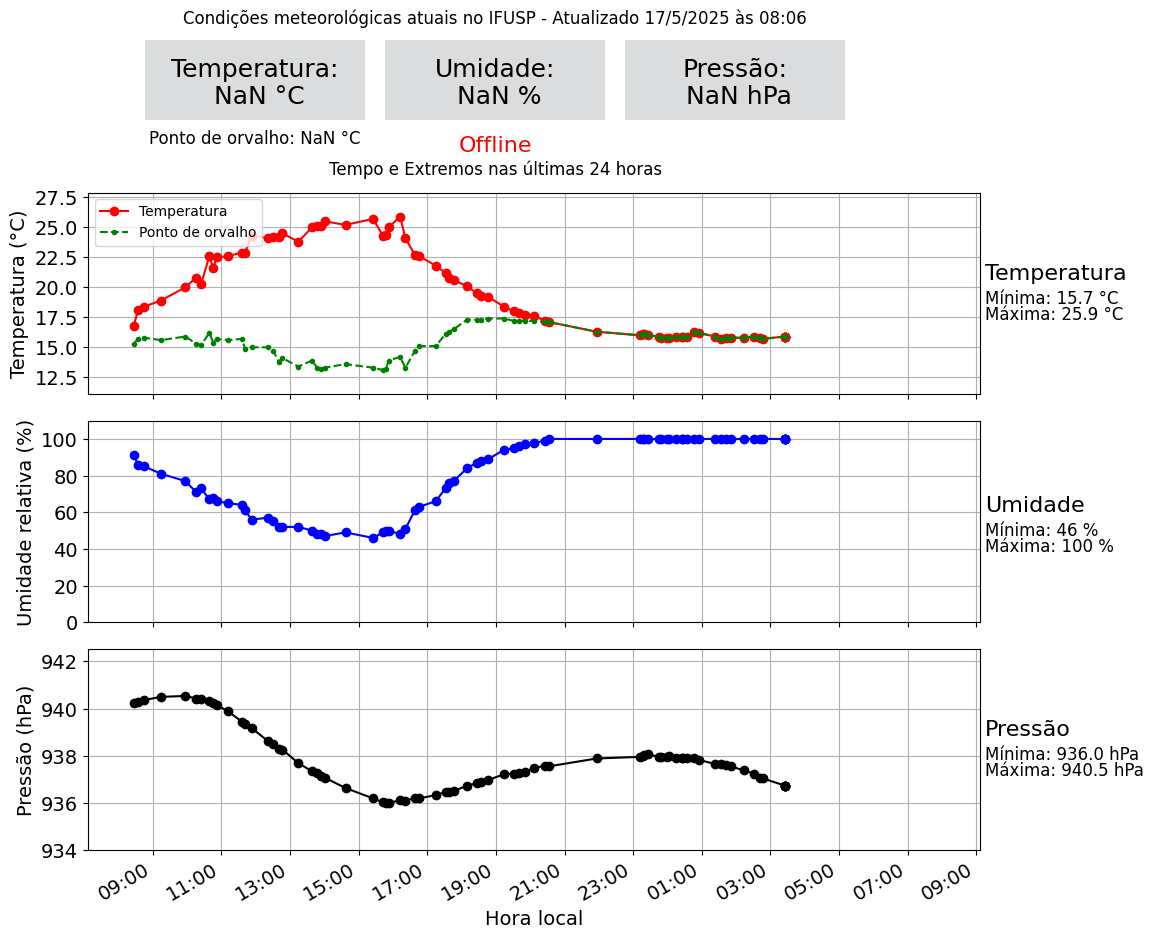 Condições meteorológicas atuais no IFUSP - Atualizado 17/5/2025 às 08:06
Temperatura:
NaN °C
Umidade:
NaN %
Pressão:
NaN hPa
Ponto de orvalho: NaN °C
Offline
Tempo e Extremos nas últimas 24 horas
Temperatura (°C)
27.5
25.0
22.5
20.0
17.5
15.0
12.5
Temperatura
Ponto de orvalho
Temperatura
Mínima: 15.7 °C
Máxima: 25.9 °C
Umidade relativa (%)
100
80
60
40
20
0
Umidade
Mínima: 46 %
Máxima: 100 %
Pressão (hPa)
942
940
938
936
934
Pressão
Mínima: 936.0 hPa
Máxima: 940.5 hPa
09:00
11:00
13:00
15:00
17:00
19:00
21:00
23:00
01:00
03:00
05:00
07:00
09:00
Hora local